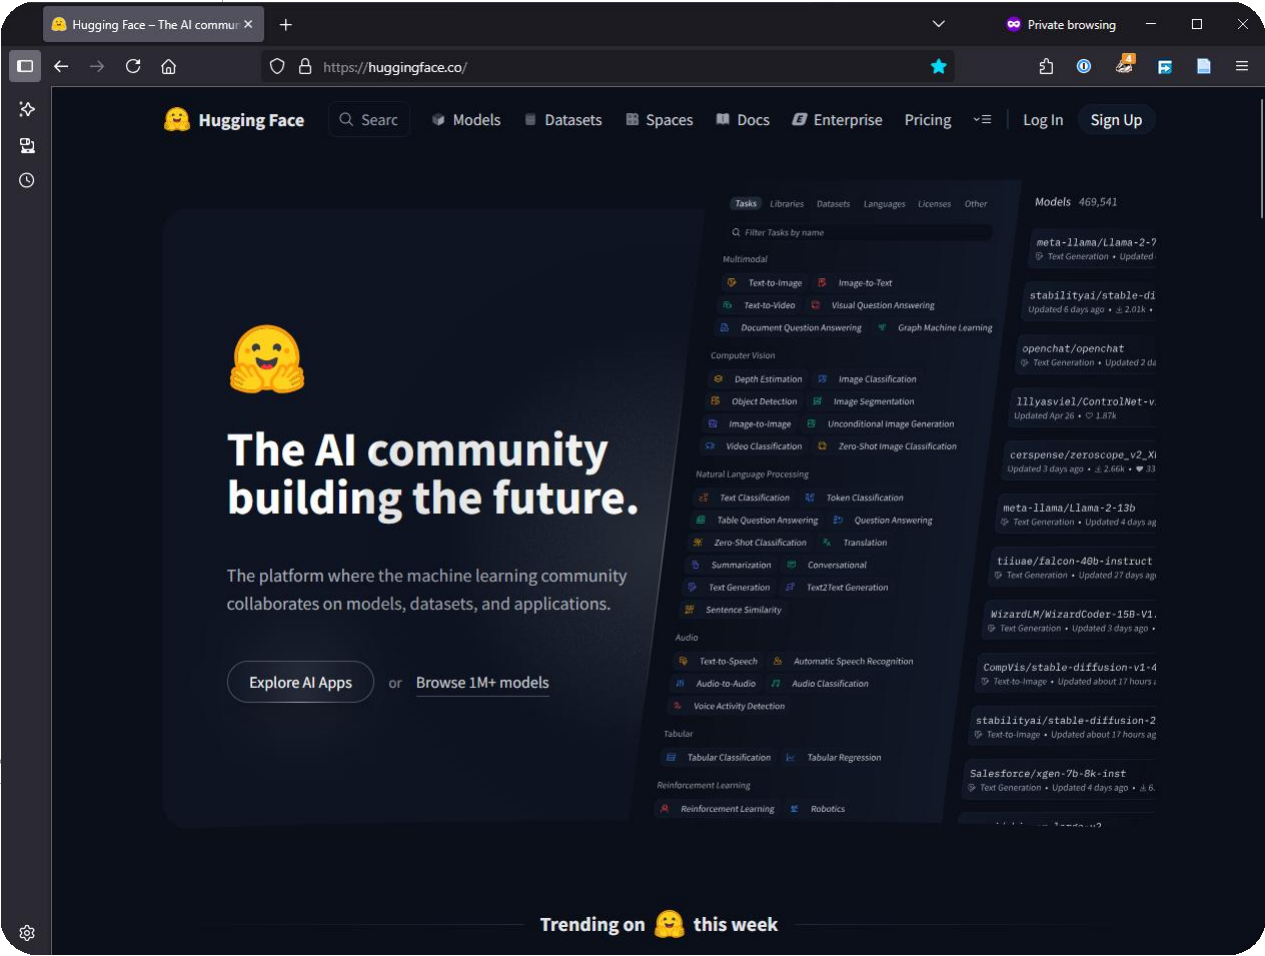 Hugging Face – The AI commun
Private browsing
https://huggingface.co/
4
Hugging Face
Searc
Models
Datasets
Spaces
Docs
Enterprise
Pricing
Log In
Sign Up
The AI community
building the future.
The platform where the machine learning community
collaborates on models, datasets, and applications.
Explore AI Apps or Browse 1M+ models
Tasks Libraries Datasets Languages Licenses Other
Filter Tasks by name
Multimodal
Text-to-Image Image-to-Text
Text-to-Video Visual Question Answering
Document Question Answering Graph Machine Learning
Computer Vision
Depth Estimation Image Classification
Object Detection Image Segmentation
Image-to-Image Unconditional Image Generation
Video Classification Zero-Shot Image Classification
Natural Language Processing
Text Classification Token Classification
Table Question Answering Question Answering
Zero-Shot Classification Translation
Summarization Conversational
Text Generation Text2Text Generation
Sentence Similarity
Audio
Text-to-Speech Automatic Speech Recognition
Audio-to-Audio Audio Classification
Voice Activity Detection
Tabular
Tabular Classification Tabular Regression
Reinforcement Learning
Reinforcement Learning Robotics
Models 469,541
meta-llama/Llama-2-7
Text Generation • Updated
stabilityai/stable-di
Updated 6 days ago • 2.01k •
openchat/openchat
Text Generation • Updated 2 da
lllyasviel/ControlNet-v
Updated Apr 26 • 1.87k
cerspense/zeroscope_v2_X
Updated 3 days ago • 2.66k • 33
meta-llama/Llama-2-13b
Text Generation • Updated 4 days ag
tiiuae/falcon-40b-instruct
Text Generation • Updated 27 days ag
WizardLM/WizardCoder-15B-V1.
Text Generation • Updated 3 days ago •
CompVis/stable-diffusion-v1-4
Text-to-Image • Updated about 17 hours a
stabilityai/stable-diffusion-2
Text-to-Image • Updated about 17 hours ag
Salesforce/xgen-7b-8k-inst
Text Generation • Updated 4 days ago • 6.
Trending on this week